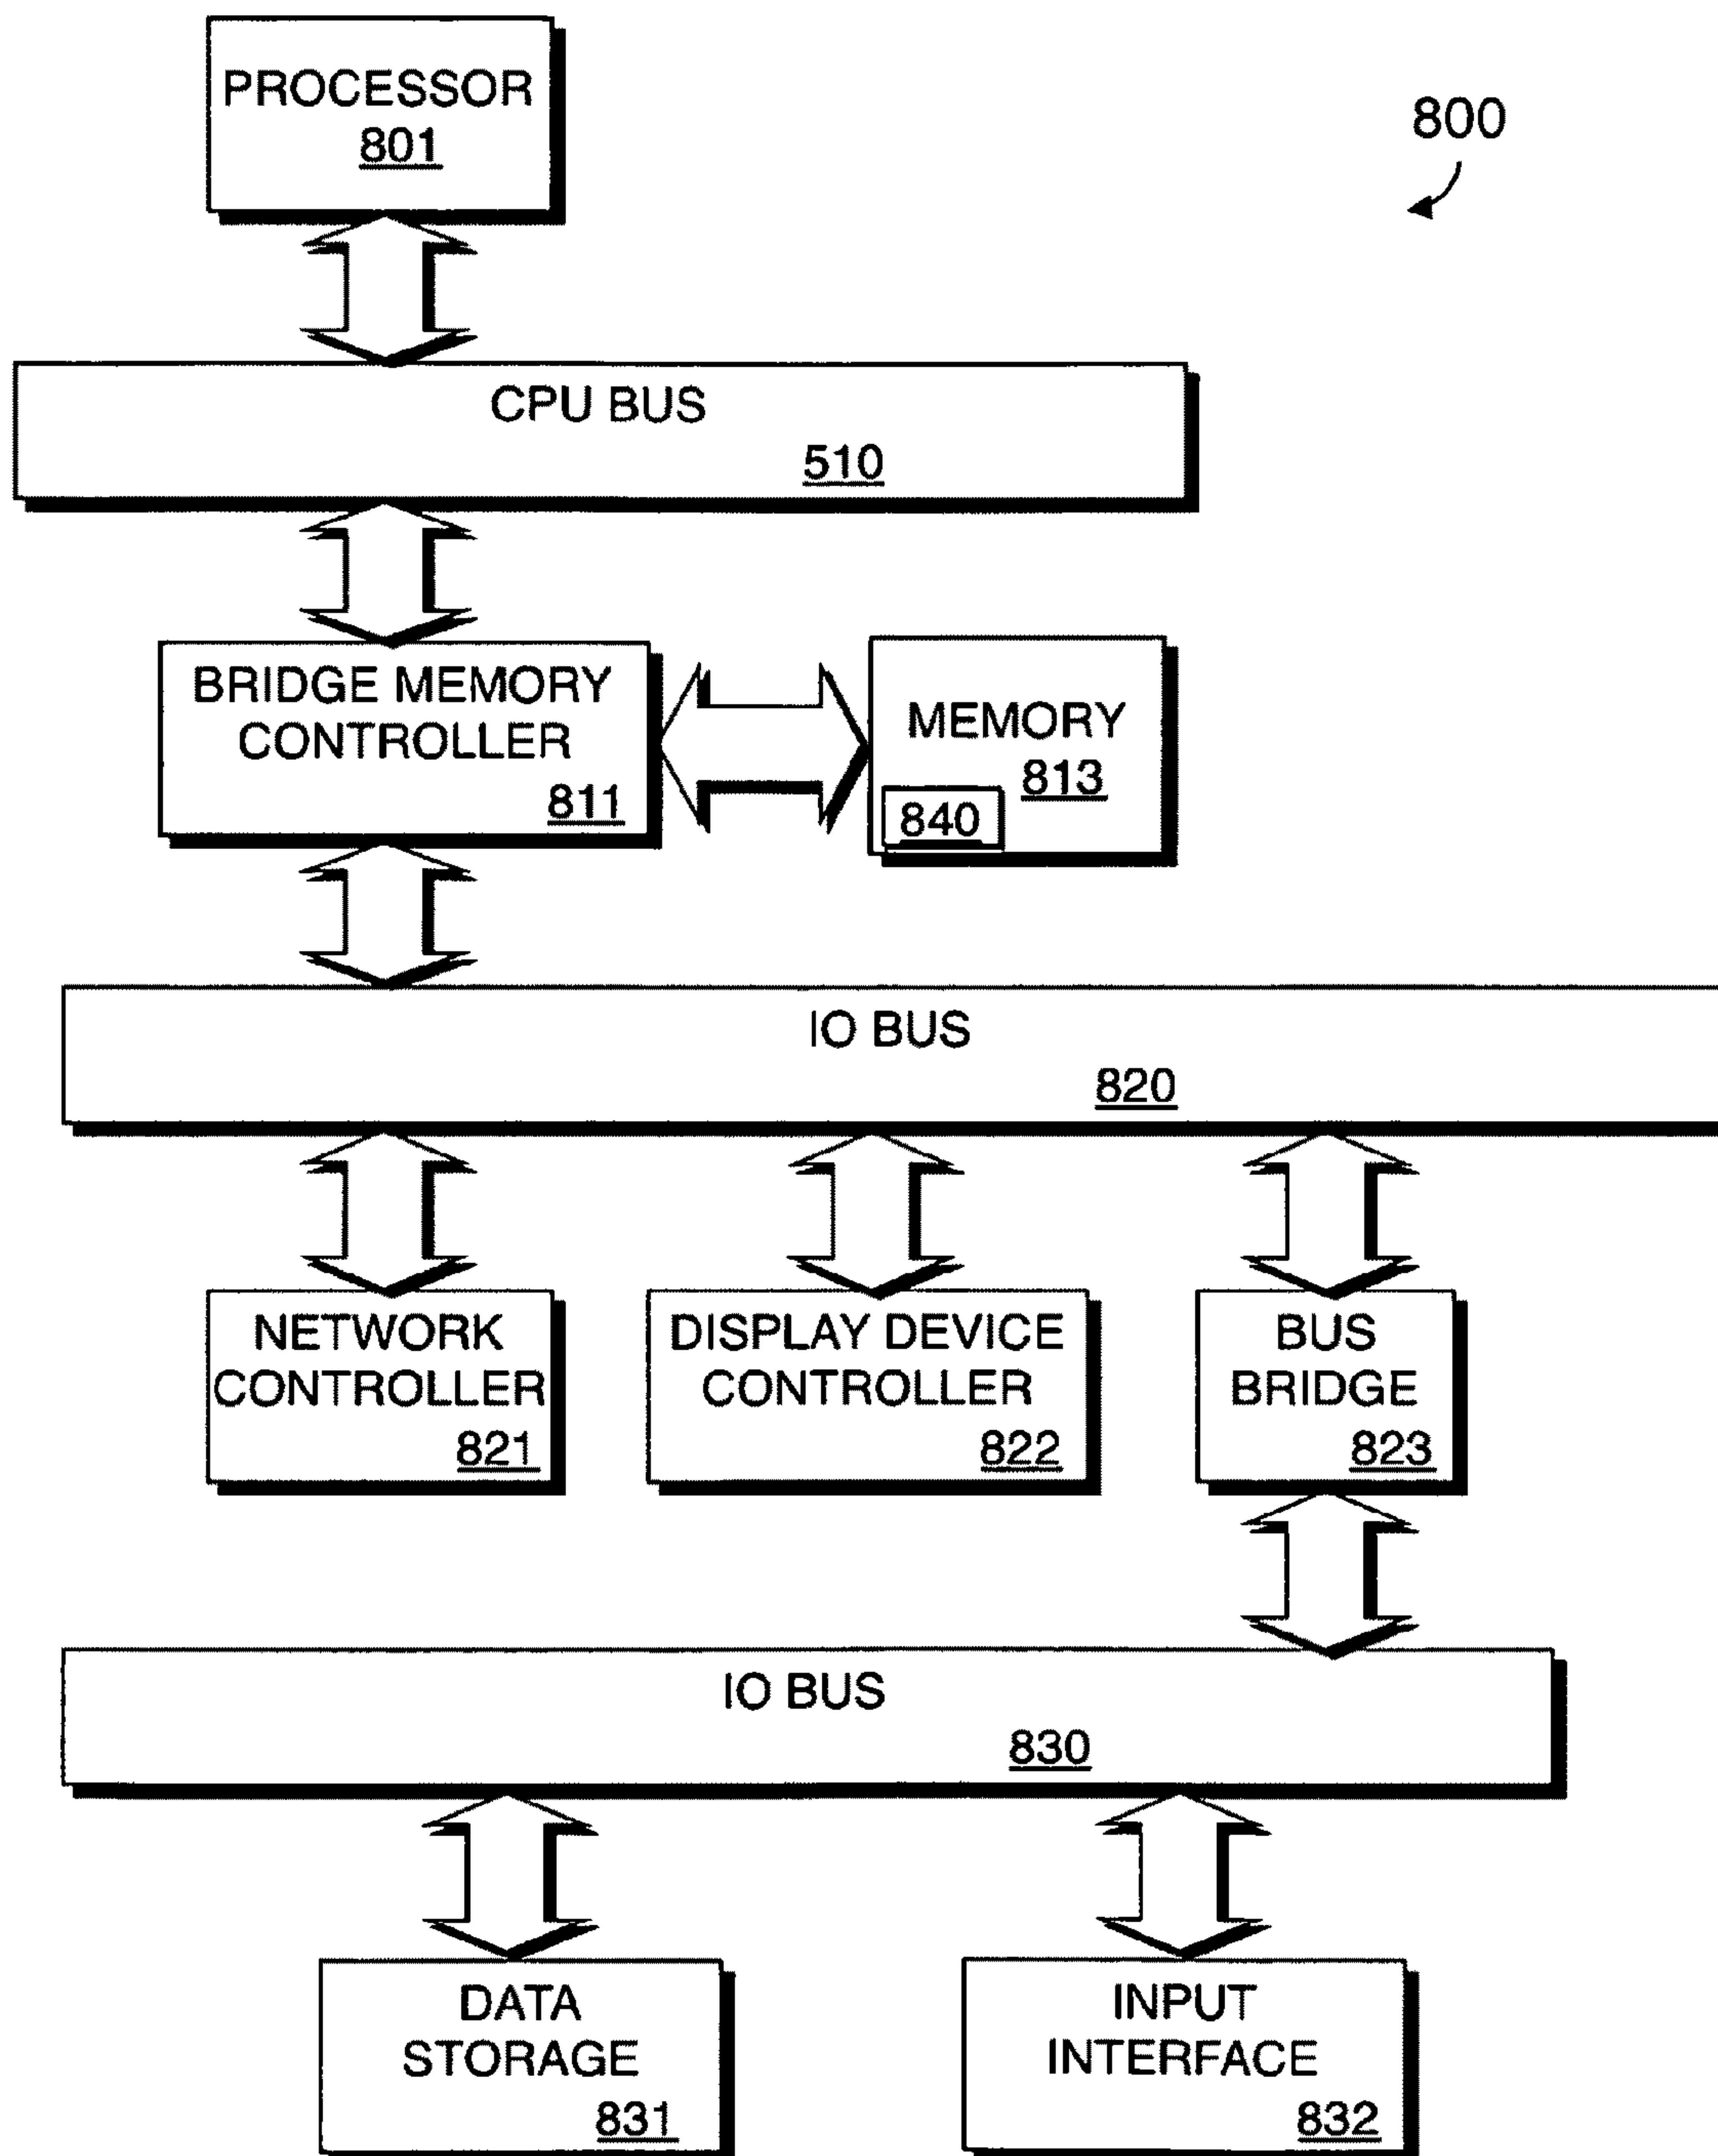 PROCESSOR
801
800
CPU BUS
510
BRIDGE MEMORY
CONTROLLER
811
MEMORY
813
840
IO BUS
820
NETWORK
CONTROLLER
821
DISPLAY DEVICE
CONTROLLER
822
BUS
BRIDGE
823
IO BUS
830
DATA
STORAGE
831
INPUT
INTERFACE
832